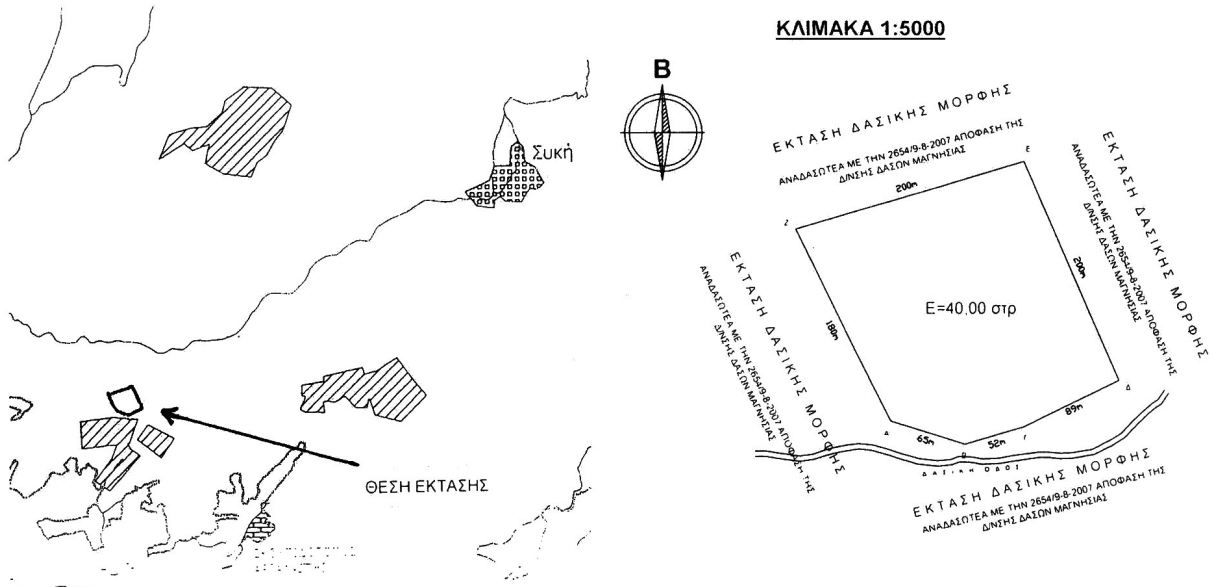 ΚΛΙΜΑΚΑ 1:5000
Β
Συκή
ΘΕΣΗ ΕΚΤΑΣΗΣ
ΕΚΤΑΣΗ ΔΑΣΙΚΗΣ ΜΟΡΦΗΣ
ΑΝΑΔΑΣΩΤΕΑ ΜΕ ΤΗΝ 2654/9-8-2007 ΑΠΟΦΑΣΗ ΤΗΣ
Δ/ΝΣΗΣ ΔΑΣΩΝ ΜΑΓΝΗΣΙΑΣ
200m
Ε
Ζ
ΕΚΤΑΣΗ ΔΑΣΙΚΗΣ ΜΟΡΦΗΣ
ΑΝΑΔΑΣΩΤΕΑ ΜΕ ΤΗΝ 2654/9-8-2007 ΑΠΟΦΑΣΗ ΤΗΣ
Δ/ΝΣΗΣ ΔΑΣΩΝ ΜΑΓΝΗΣΙΑΣ
200m
ΕΚΤΑΣΗ ΔΑΣΙΚΗΣ ΜΟΡΦΗΣ
ΑΝΑΔΑΣΩΤΕΑ ΜΕ ΤΗΝ 2654/9-8-2007 ΑΠΟΦΑΣΗ ΤΗΣ
Δ/ΝΣΗΣ ΔΑΣΩΝ ΜΑΓΝΗΣΙΑΣ
180m
Ε=40,00 στρ
Δ
89m
Γ
52m
Β
65m
Α
ΔΑΣΙΚΗ ΟΔΟΣ
ΕΚΤΑΣΗ ΔΑΣΙΚΗΣ ΜΟΡΦΗΣ
ΑΝΑΔΑΣΩΤΕΑ ΜΕ ΤΗΝ 2654/9-8-2007 ΑΠΟΦΑΣΗ ΤΗΣ
Δ/ΝΣΗΣ ΔΑΣΩΝ ΜΑΓΝΗΣΙΑΣ